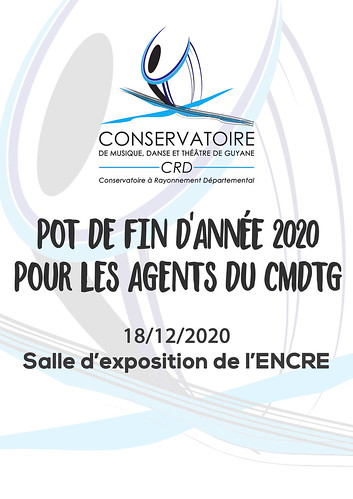 CONSERVATOIRE
DE MUSIQUE, DANSE ET THÉÂTRE DE GUYANE
CRD
Conservatoire à Rayonnement Départemental
POT DE FIN D'ANNÉE 2020
POUR LES AGENTS DU CMDTG
18/12/2020
Salle d'exposition de l'ENCRE